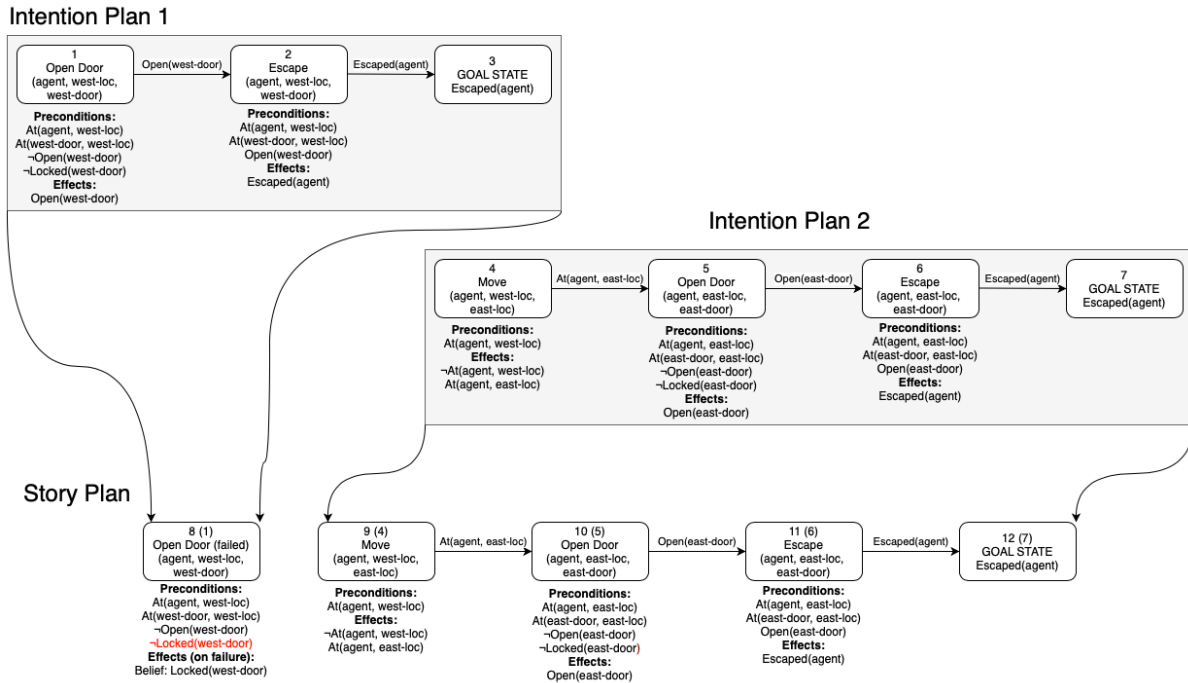 Intention Plan 1
1
Open Door
(agent, west-loc,
west-door)
Open(west-door)
2
Escape
(agent, west-loc,
west-door)
Escaped(agent)
3
GOAL STATE
Escaped(agent)
Preconditions:
At(agent, west-loc)
At(west-door, west-loc)
¬Open(west-door)
¬Locked(west-door)
Effects:
Open(west-door)
Preconditions:
At(agent, west-loc)
At(west-door, west-loc)
Open(west-door)
Effects:
Escaped(agent)
Intention Plan 2
4
Move
(agent, west-loc,
east-loc)
At(agent, east-loc)
5
Open Door
(agent, east-loc,
east-door)
Open(east-door)
6
Escape
(agent, east-loc,
east-door)
Escaped(agent)
7
GOAL STATE
Escaped(agent)
Preconditions:
At(agent, west-loc)
Effects:
¬At(agent, west-loc)
At(agent, east-loc)
Preconditions:
At(agent, east-loc)
At(east-door, east-loc)
¬Open(east-door)
¬Locked(east-door)
Effects:
Open(east-door)
Preconditions:
At(agent, east-loc)
At(east-door, east-loc)
Open(east-door)
Effects:
Escaped(agent)
Story Plan
8 (1)
Open Door (failed)
(agent, west-loc,
west-door)
9 (4)
Move
(agent, west-loc,
east-loc)
At(agent, east-loc)
10 (5)
Open Door
(agent, east-loc,
east-door)
Open(east-door)
11 (6)
Escape
(agent, east-loc,
east-door)
Escaped(agent)
12 (7)
GOAL STATE
Escaped(agent)
Preconditions:
At(agent, west-loc)
At(west-door, west-loc)
¬Open(west-door)
¬Locked(west-door)
Effects (on failure):
Belief: Locked(west-door)
Preconditions:
At(agent, west-loc)
Effects:
¬At(agent, west-loc)
At(agent, east-loc)
Preconditions:
At(agent, east-loc)
At(east-door, east-loc)
¬Open(east-door)
¬Locked(east-door)
Effects:
Open(east-door)
Preconditions:
At(agent, east-loc)
At(east-door, east-loc)
Open(east-door)
Effects:
Escaped(agent)